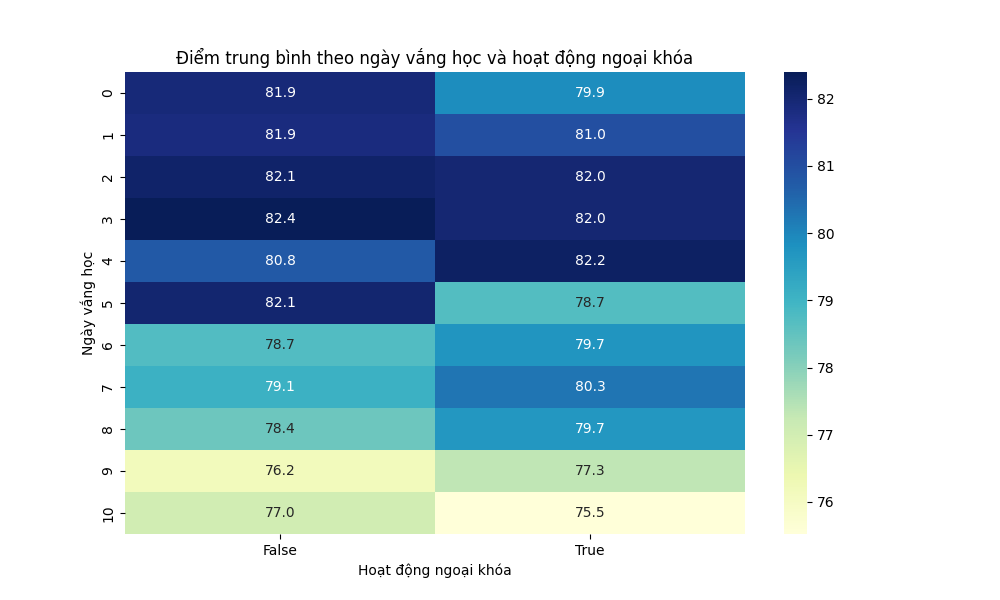 Điểm trung bình theo ngày vắng học và hoạt động ngoại khóa
0 81.9 79.9
1 81.9 81.0
2 82.1 82.0
3 82.4 82.0
4 80.8 82.2
5 82.1 78.7
6 78.7 79.7
7 79.1 80.3
8 78.4 79.7
9 76.2 77.3
10 77.0 75.5
False True
Hoạt động ngoại khóa
Ngày vắng học
82
81
80
79
78
77
76